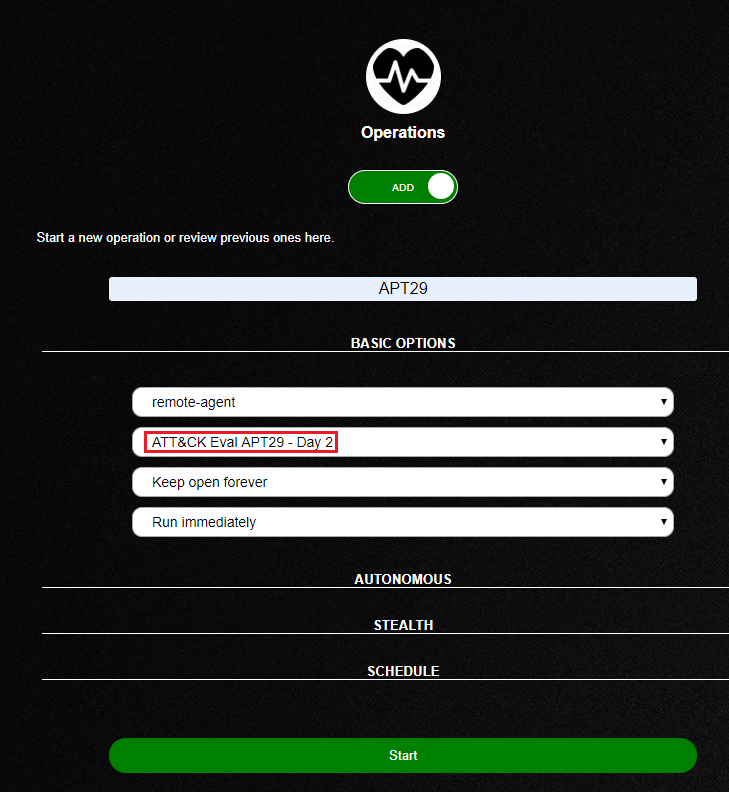 Operations
ADD
Start a new operation or review previous ones here.
APT29
BASIC OPTIONS
remote-agent
ATT&CK Eval APT29 - Day 2
Keep open forever
Run immediately
AUTONOMOUS
STEALTH
SCHEDULE
Start